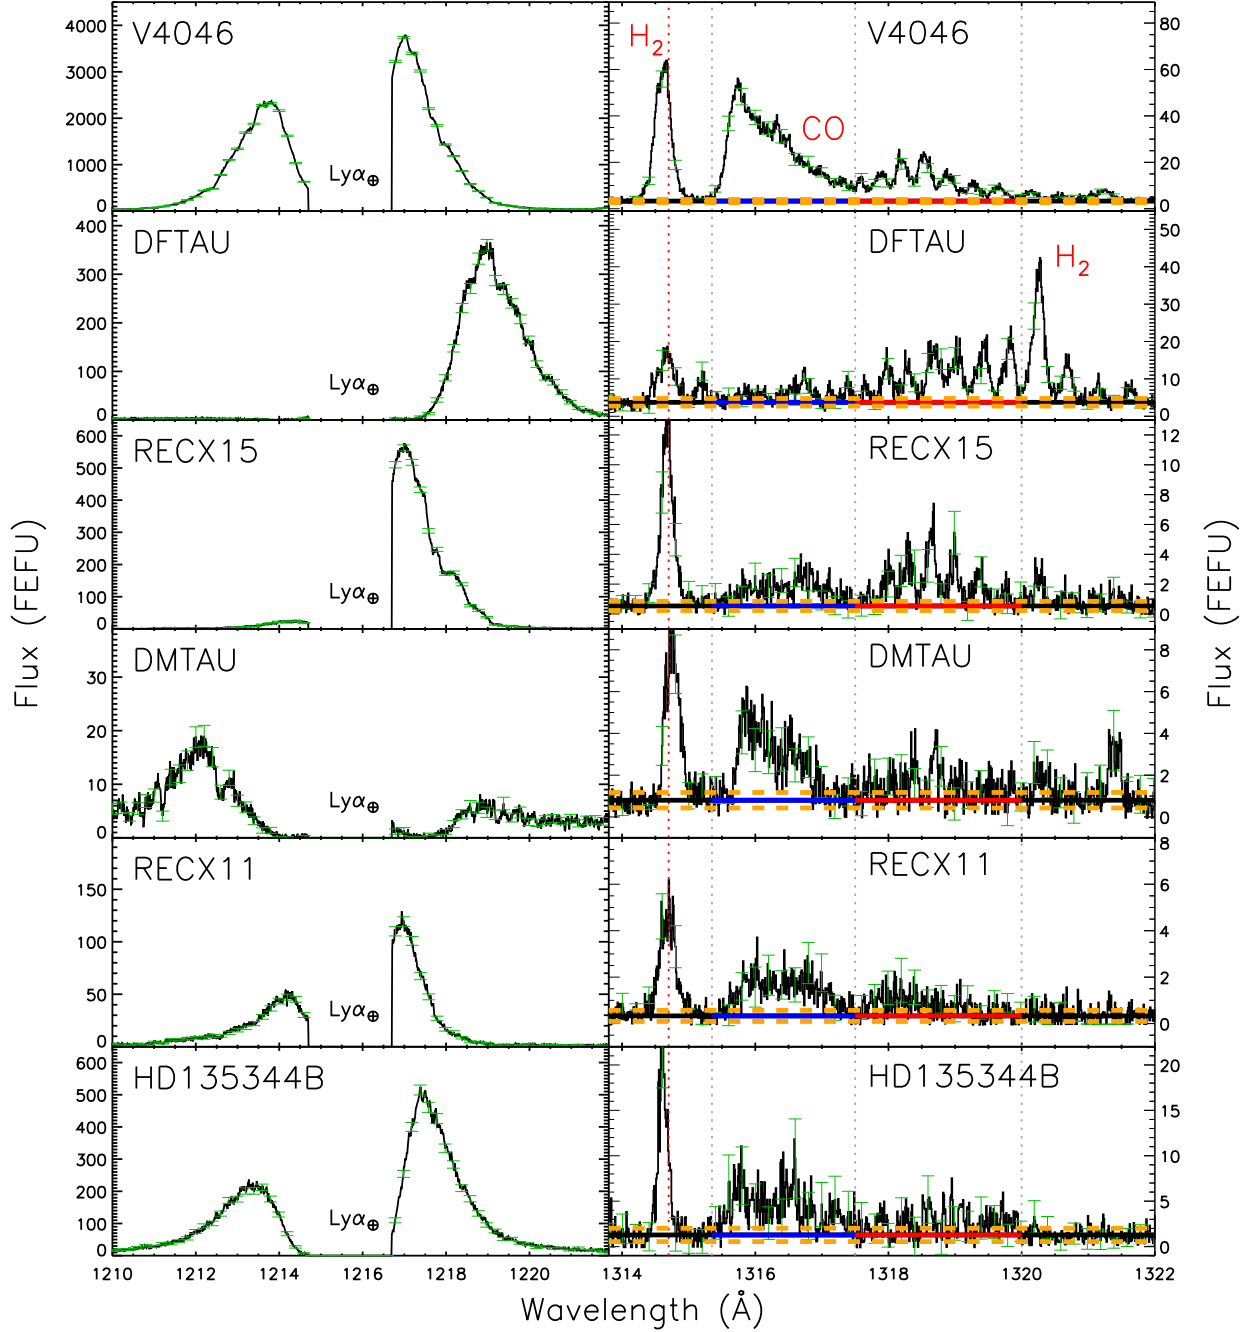 V4046
4000
3000
2000
1000
0
Lyα⊕
H2
CO
V4046
80
60
40
20
0
DFTAU
400
300
200
100
0
Lyα⊕
DFTAU
H2
50
40
30
20
10
0
RECX15
600
500
400
300
200
100
0
Lyα⊕
RECX15
12
10
8
6
4
2
0
DMTAU
30
20
10
0
Lyα⊕
DMTAU
8
6
4
2
0
RECX11
150
100
50
0
Lyα⊕
RECX11
8
6
4
2
0
HD135344B
600
500
400
300
200
100
0
Lyα⊕
HD135344B
20
15
10
5
0
1210 1212 1214 1216 1218 1220
1314 1316 1318 1320 1322
Wavelength (Å)
Flux (FEFU)
Flux (FEFU)